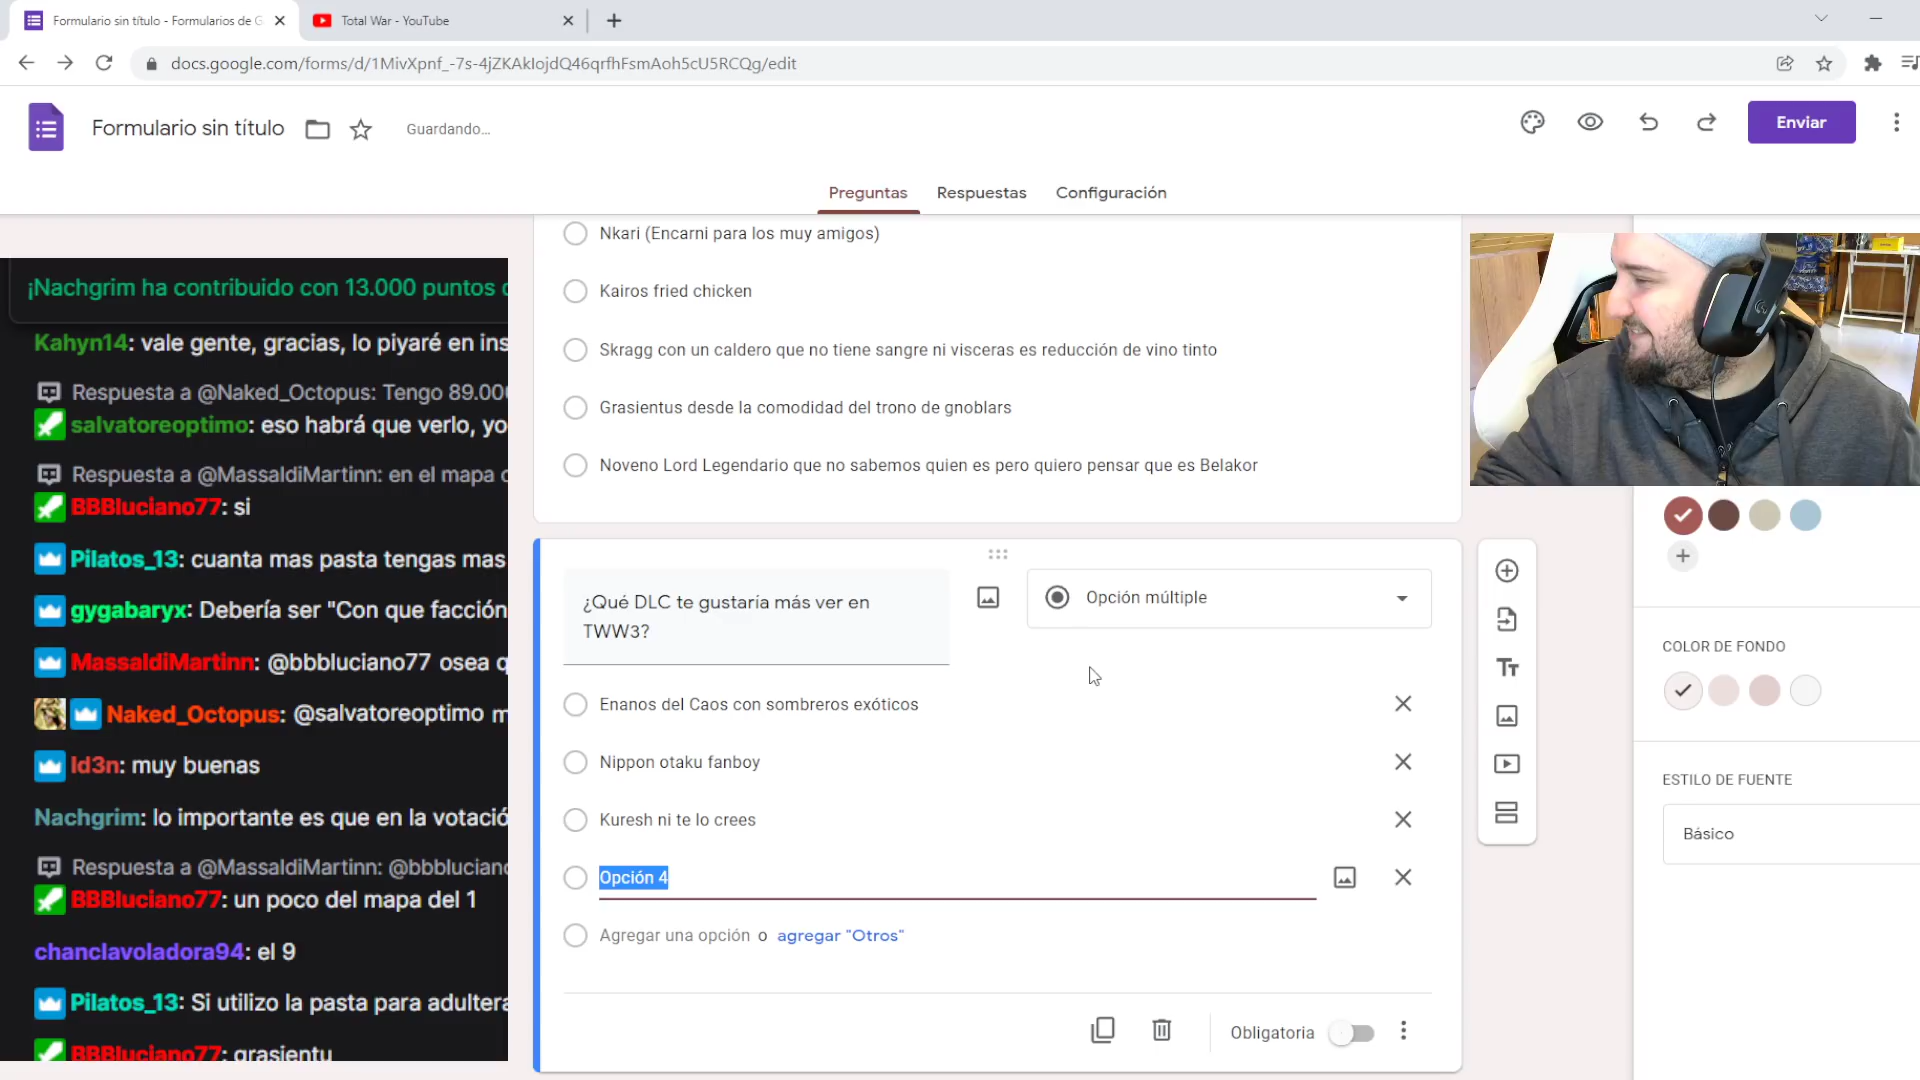 Formulario sin título - Formularios de G
Total War - YouTube
docs.google.com/forms/d/1MivXpnf_-7s-4jZKAkIojdQ46qrfhFsmAoh5cU5RCQg/edit
Formulario sin título
Guardando...
Enviar
Preguntas
Respuestas
Configuración
¡Nachgrim ha contribuido con 13.000 puntos
Kahyn14: vale gente, gracias, lo piyaré en ins
Respuesta a @Naked_Octopus: Tengo 89.00
salvatoreoptimo: eso habrá que verlo, yo
Respuesta a @MassaldiMartinn: en el mapa
BBBluciano77: si
Pilatos_13: cuanta mas pasta tengas mas
gygabaryx: Debería ser "Con que facción
MassaldiMartinn: @bbbluciano77 osea q
Naked_Octopus: @salvatoreoptimo m
ld3n: muy buenas
Nachgrim: lo importante es que en la votació
Respuesta a @MassaldiMartinn: @bbbluciano
BBBluciano77: un poco del mapa del 1
chanclavoladora94: el 9
Pilatos_13: Si utilizo la pasta para adultera
BBBluciano77: grasientu
Nkari (Encarni para los muy amigos)
Kairos fried chicken
Skragg con un caldero que no tiene sangre ni visceras es reducción de vino tinto
Grasientus desde la comodidad del trono de gnoblars
Noveno Lord Legendario que no sabemos quien es pero quiero pensar que es Belakor
¿Qué DLC te gustaría más ver en
TWW3?
Opción múltiple
Enanos del Caos con sombreros exóticos
Nippon otaku fanboy
Kuresh ni te lo crees
Opción 4
Agregar una opción o agregar "Otros"
Obligatoria
Tт
COLOR DE FONDO
ESTILO DE FUENTE
Básico